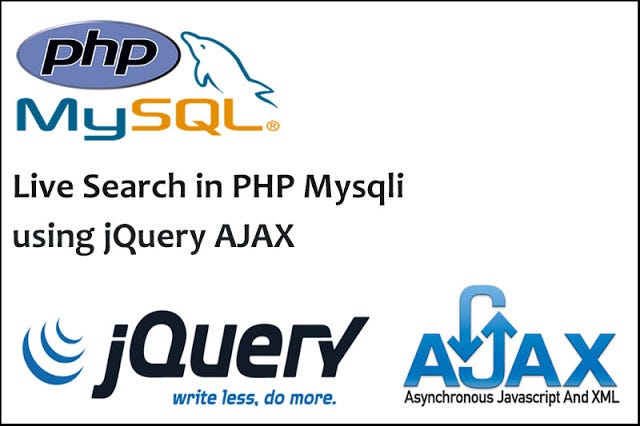 php
MySQL®
Live Search in PHP Mysqli
using jQuery AJAX
jQuery
write less, do more.
AJAX
Asynchronous Javascript And XML